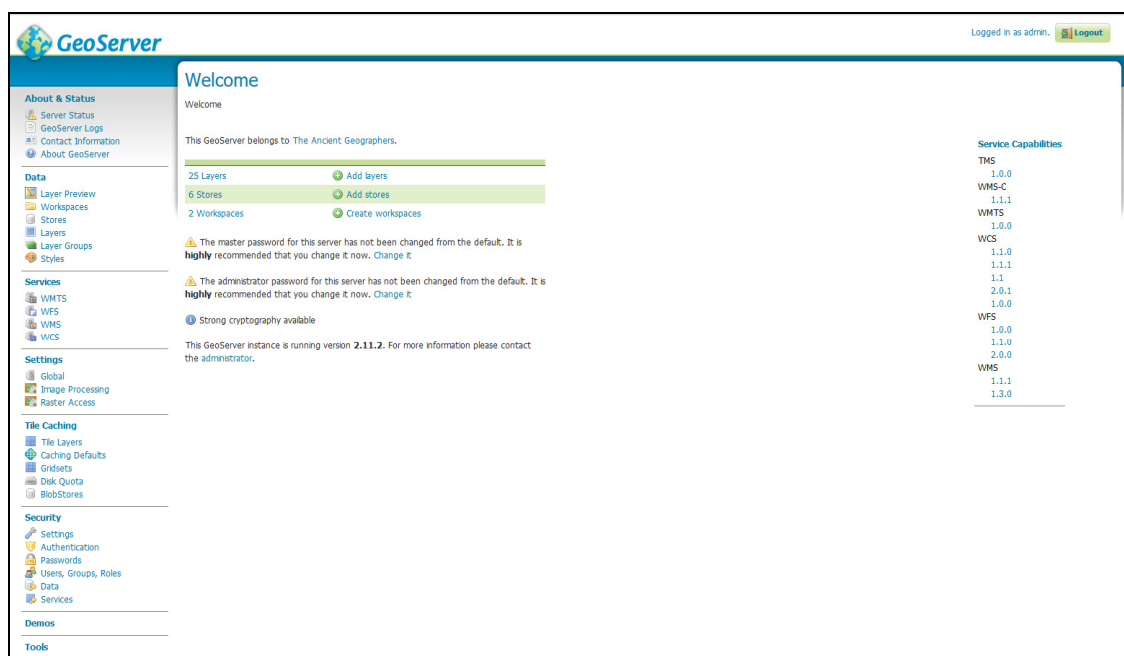 GeoServer
Logged in as admin.
Logout
About & Status
Server Status
GeoServer Logs
Contact Information
About GeoServer
Data
Layer Preview
Workspaces
Stores
Layers
Layer Groups
Styles
Services
WMTS
WFS
WMS
WCS
Settings
Global
Image Processing
Raster Access
Tile Caching
Tile Layers
Caching Defaults
Gridsets
Disk Quota
BlobStores
Security
Settings
Authentication
Passwords
Users, Groups, Roles
Data
Services
Demos
Tools
Welcome
Welcome
This GeoServer belongs to The Ancient Geographers.
25 Layers Add layers
6 Stores Add stores
2 Workspaces Create workspaces
The master password for this server has not been changed from the default. It is
highly recommended that you change it now. Change it
The administrator password for this server has not been changed from the default. It is
highly recommended that you change it now. Change it
Strong cryptography available
This GeoServer instance is running version 2.11.2. For more information please contact
the administrator.
Service Capabilities
TMS
1.0.0
WMS-C
1.1.1
WMTS
1.0.0
WCS
1.1.0
1.1.1
1.1
2.0.1
1.0.0
WFS
1.0.0
1.1.0
2.0.0
WMS
1.1.1
1.3.0